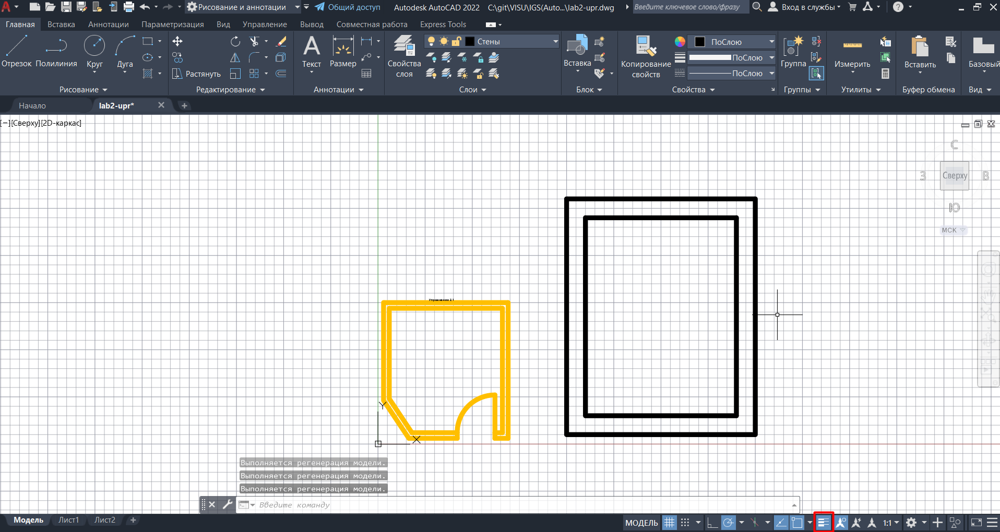 Рисование и аннотации
Общий доступ
Autodesk AutoCAD 2022 C:\git\VISU\IGS(Auto...\lab2-upr.dwg
Введите ключевое слово/фразу
Вход в службы
Главная Вставка Аннотации Параметризация Вид Управление Вывод Совместная работа Express Tools
Отрезок Полилиния Круг Дуга
Рисование
Растянуть
Редактирование
Текст Размер
Аннотации
Свойства слоя
Стены
Слои
Вставка
Блок
Копирование свойств
ПоСлою
ПоСлою
ПоСлою
Свойства
Группа
Группы
Измерить
Утилиты
Вставить
Буфер обмена
Базовый
Вид
Начало
lab2-upr*
[−][Сверху][2D-каркас]
С
З Сверху В
Ю
МСК
Упражнение 2.1
Y
X
Выполняется регенерация модели.
Выполняется регенерация модели.
Выполняется регенерация модели.
Введите команду
Модель Лист1 Лист2
МОДЕЛЬ
1:1